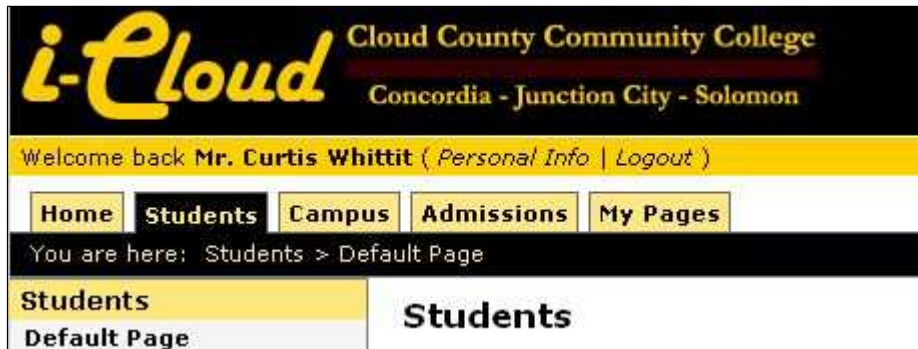 i-Cloud
Cloud County Community College
Concordia - Junction City - Solomon
Welcome back Mr. Curtis Whittit ( Personal Info | Logout )
Home Students Campus Admissions My Pages
You are here: Students > Default Page
Students
Default Page
Students